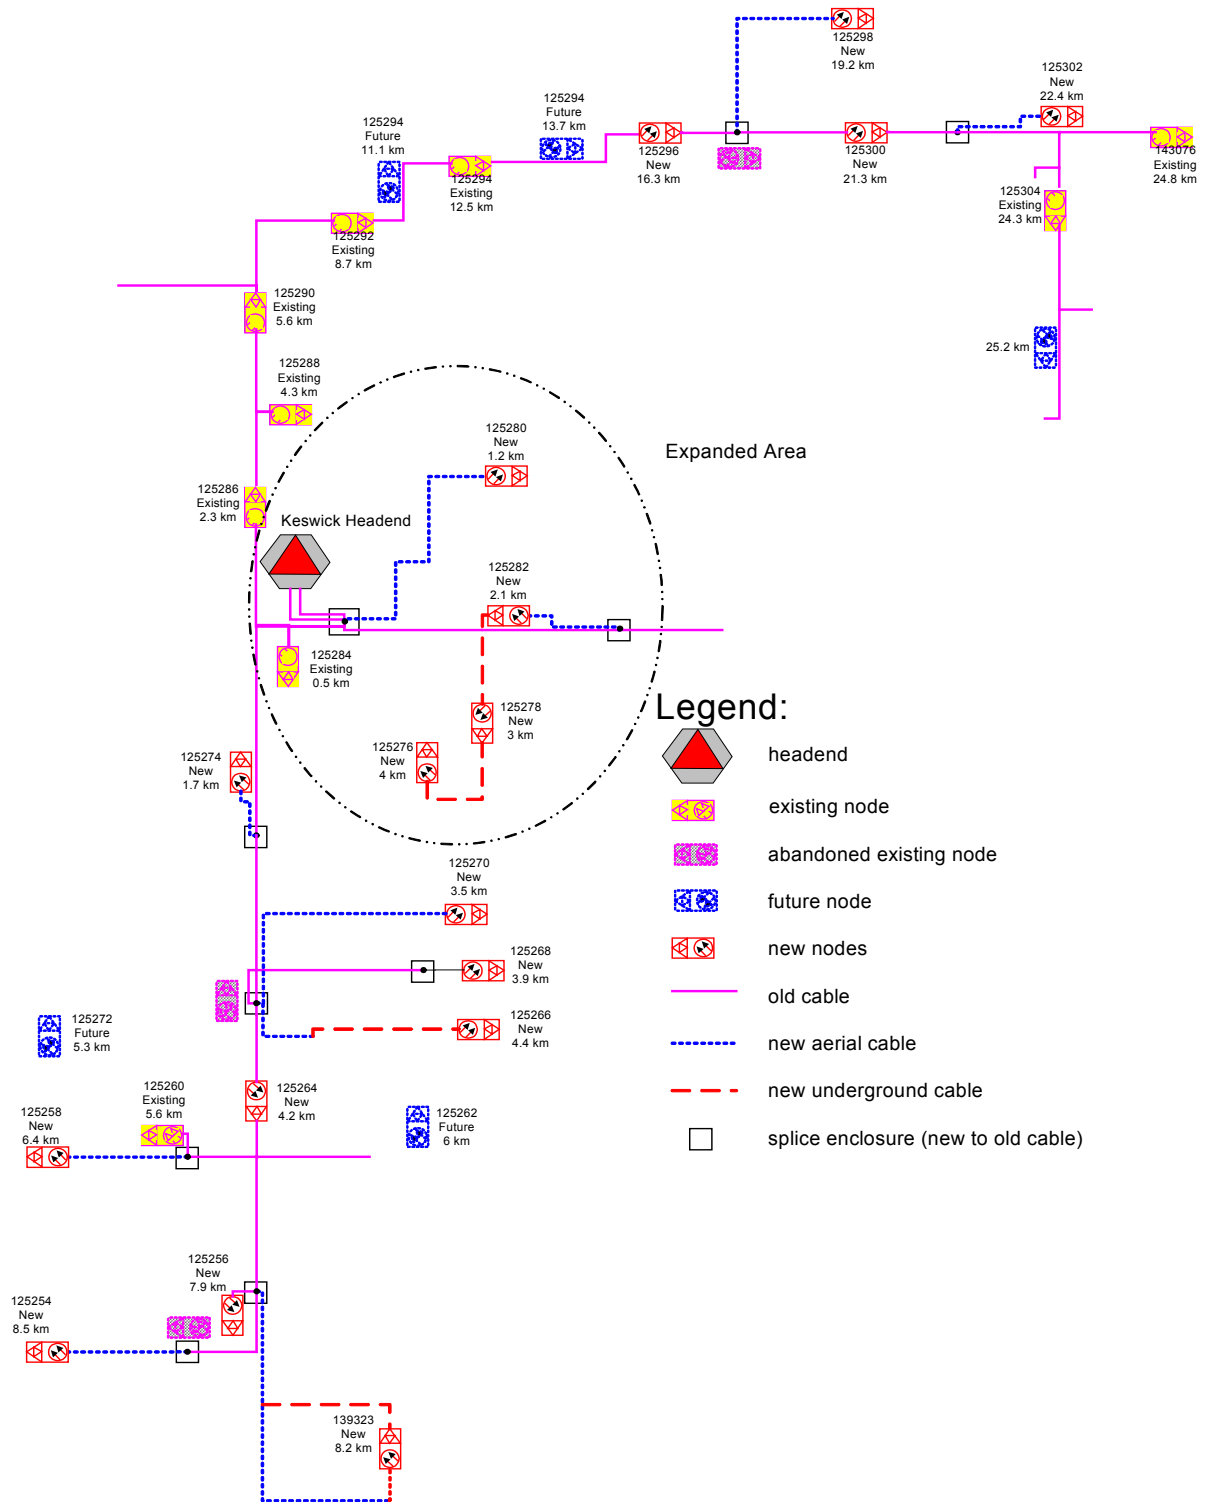 125298
New
19.2 km
125302
New
22.4 km
125294
Future
13.7 km
125294
Future
11.1 km
125296
New
16.3 km
125300
New
21.3 km
143076
Existing
24.8 km
125294
Existing
12.5 km
125304
Existing
24.3 km
125292
Existing
8.7 km
125290
Existing
5.6 km
25.2 km
125288
Existing
4.3 km
125280
New
1.2 km
Expanded Area
125286
Existing
2.3 km
Keswick Headend
125282
New
2.1 km
125284
Existing
0.5 km
125278
New
3 km
125276
New
4 km
125274
New
1.7 km
Legend:
headend
existing node
abandoned existing node
future node
new nodes
old cable
new aerial cable
new underground cable
splice enclosure (new to old cable)
125270
New
3.5 km
125268
New
3.9 km
125266
New
4.4 km
125272
Future
5.3 km
125264
New
4.2 km
125260
Existing
5.6 km
125262
Future
6 km
125258
New
6.4 km
125256
New
7.9 km
125254
New
8.5 km
139323
New
8.2 km